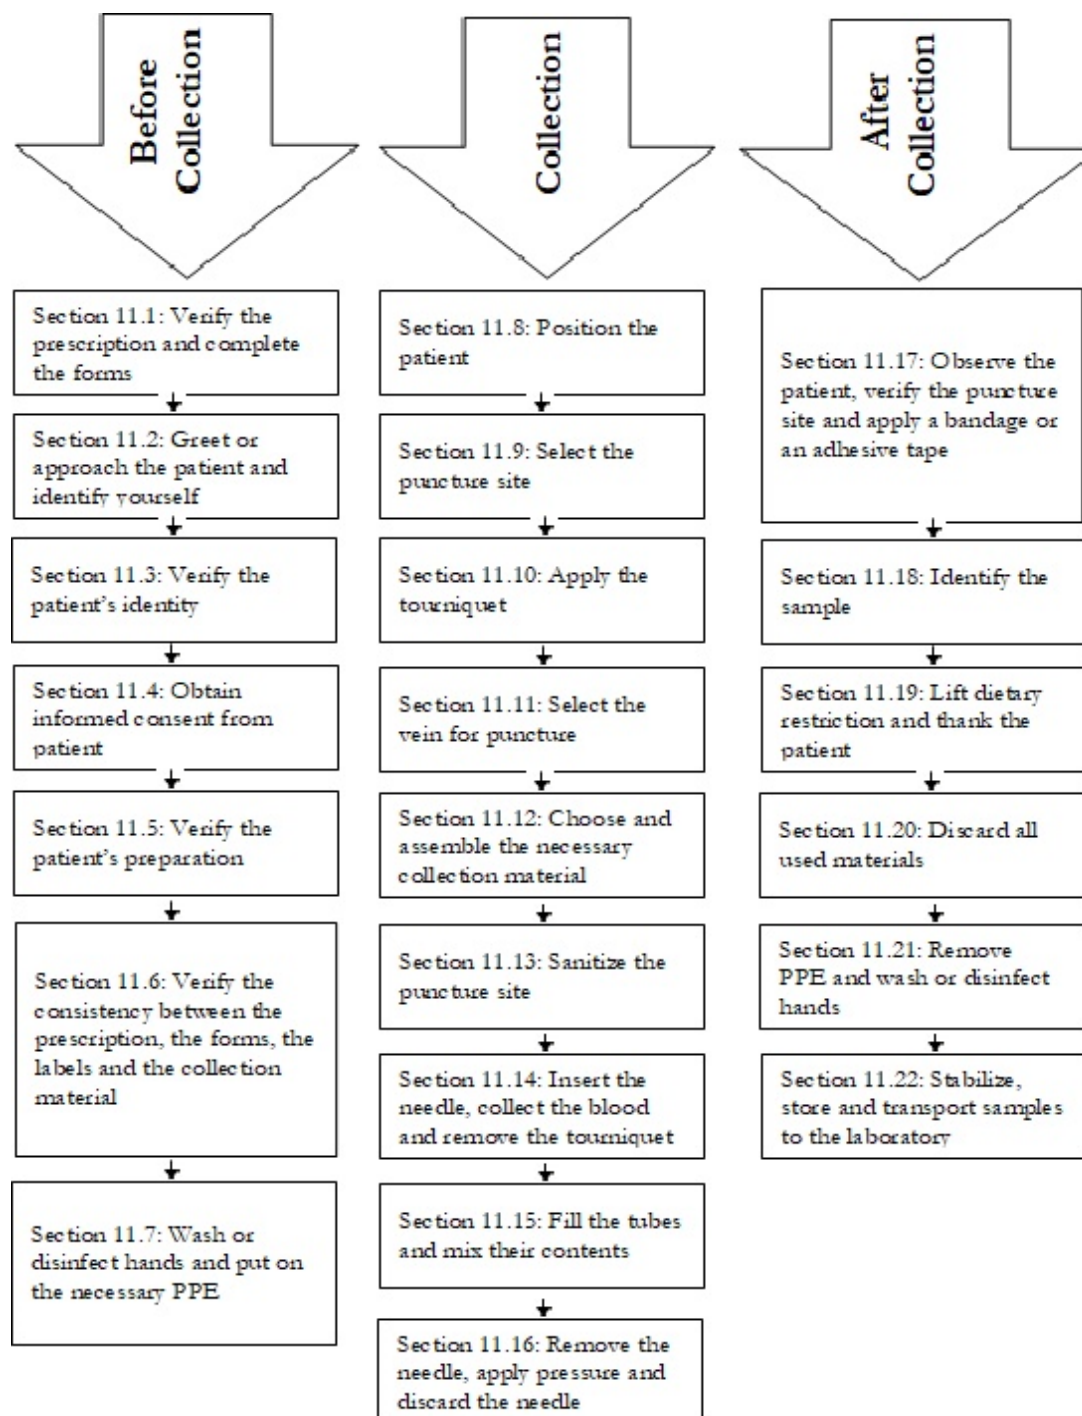 Before
Collection
Section 11.1: Verify the
prescription and complete
the forms
Section 11.2: Greet or
approach the patient and
identify yourself
Section 11.3: Verify the
patient's identity
Section 11.4: Obtain
informed consent from
patient
Section 11.5: Verify the
patient's preparation
Section 11.6: Verify the
consistency between the
prescription, the forms, the
labels and the collection
material
Section 11.7: Wash or
disinfect hands and put on
the necessary PPE
Collection
Section 11.8: Position the
patient
Section 11.9: Select the
puncture site
Section 11.10: Apply the
tourniquet
Section 11.11: Select the
vein for puncture
Section 11.12: Choose and
assemble the necessary
collection material
Section 11.13: Sanitize the
puncture site
Section 11.14: Insert the
needle, collect the blood
and remove the tourniquet
Section 11.15: Fill the tubes
and mix their contents
Section 11.16: Remove the
needle, apply pressure and
discard the needle
After
Collection
Section 11.17: Observe the
patient, verify the puncture
site and apply a bandage or
an adhesive tape
Section 11.18: Identify the
sample
Section 11.19: Lift dietary
restriction and thank the
patient
Section 11.20: Discard all
used materials
Section 11.21: Remove
PPE and wash or disinfect
hands
Section 11.22: Stabilize,
store and transport samples
to the laboratory